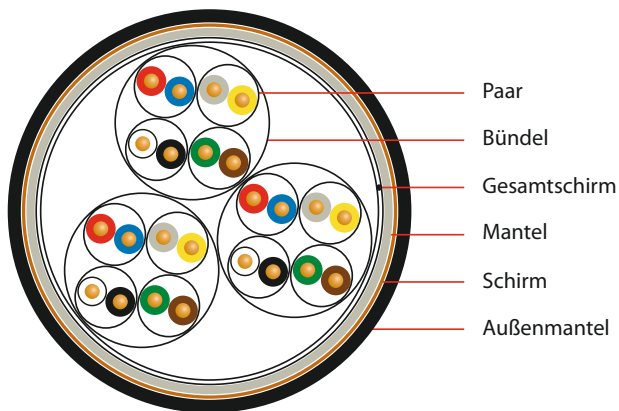 Paar
Bündel
Gesamtschirm
Mantel
Schirm
Außenmantel